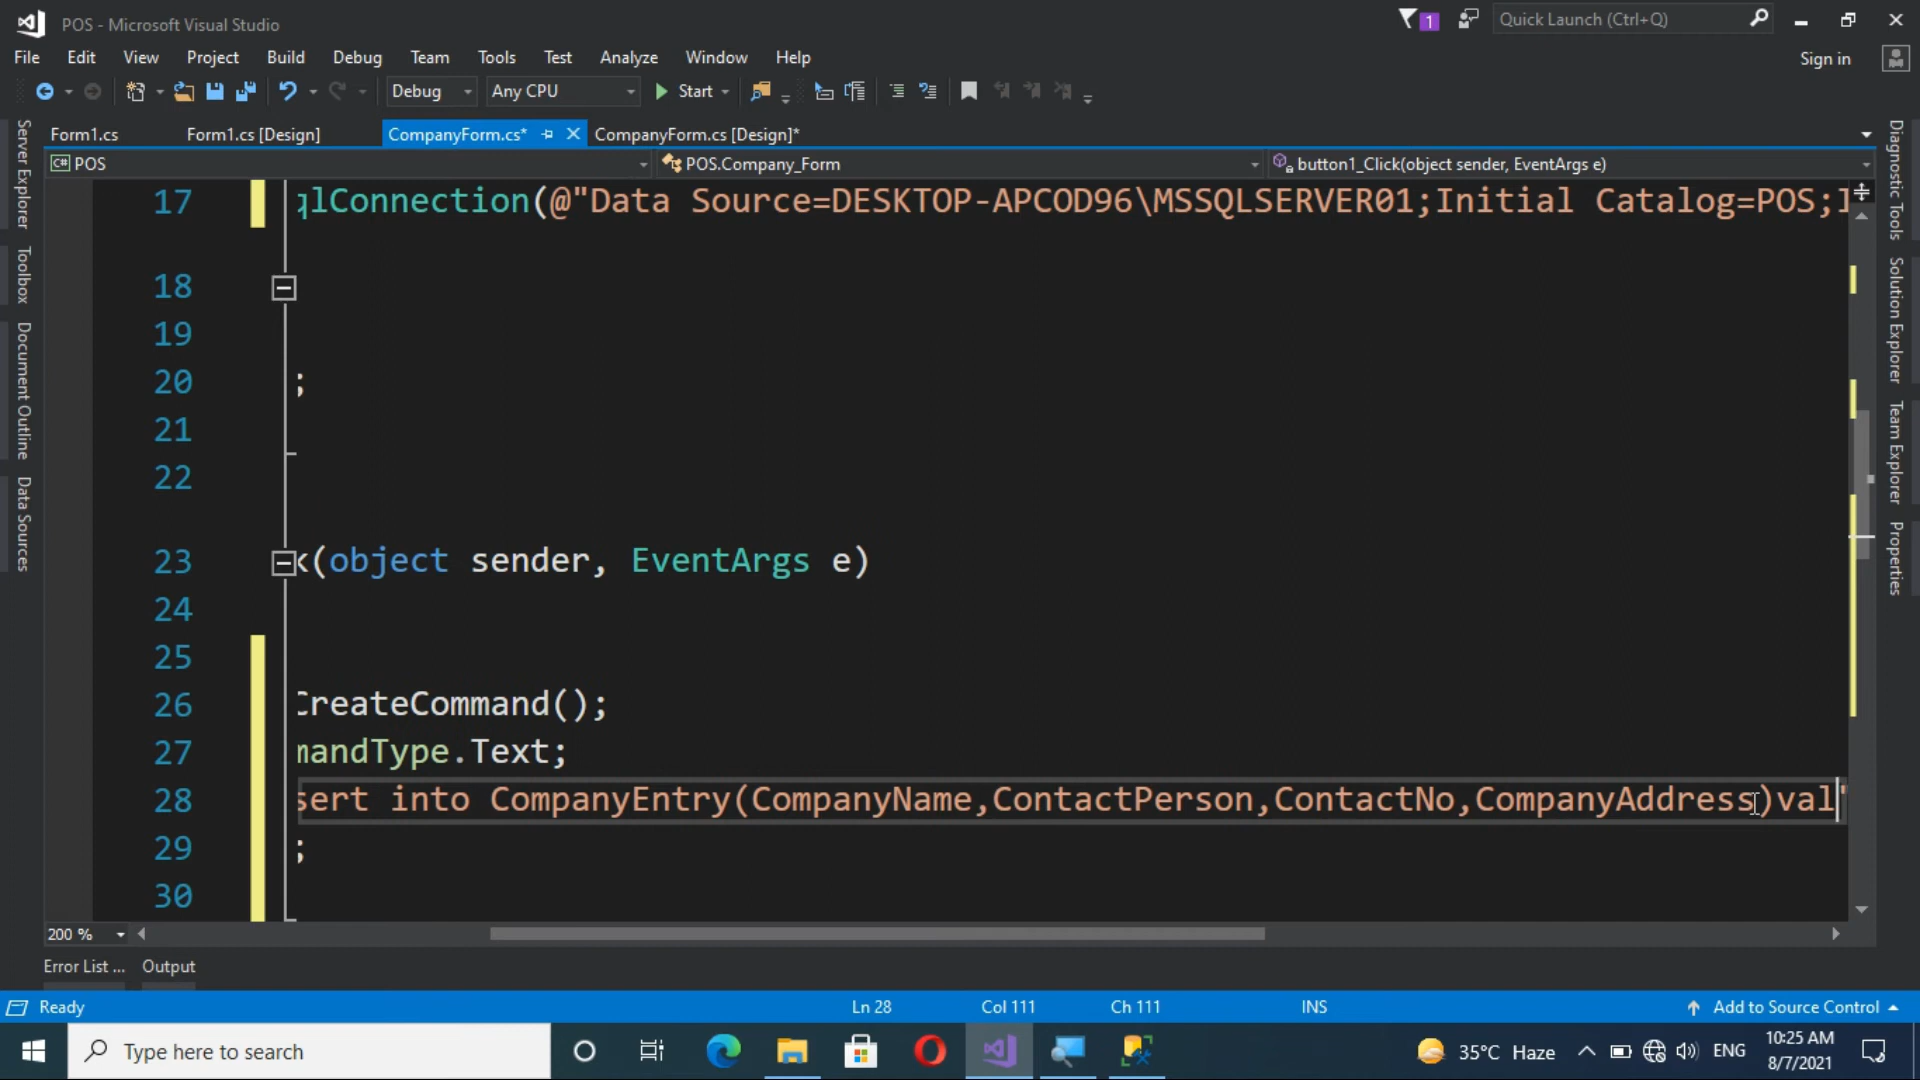 POS - Microsoft Visual Studio
1
Quick Launch (Ctrl+Q)
File Edit View Project Build Debug Team Tools Test Analyze Window Help
Sign in
Debug Any CPU Start
Form1.cs Form1.cs [Design] CompanyForm.cs* CompanyForm.cs [Design]*
C# POS POS.Company_Form button1_Click(object sender, EventArgs e)
Server Explorer
Toolbox
Document Outline
Data Sources
17 qlConnection(@"Data Source=DESKTOP-APCOD96\MSSQLSERVER01;Initial Catalog=POS;I
18
19
20 ;
21
22
23 k(object sender, EventArgs e)
24
25
26 CreateCommand();
27 mandType.Text;
28 sert into CompanyEntry(CompanyName,ContactPerson,ContactNo,CompanyAddress)val"
29 ;
30
Diagnostic Tools
Solution Explorer
Team Explorer
Properties
200 %
Error List ... Output
Ready Ln 28 Col 111 Ch 111 INS Add to Source Control
Type here to search
35°C Haze ENG 10:25 AM
8/7/2021